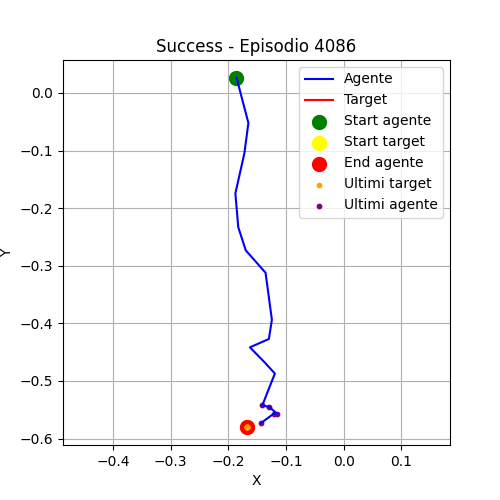 Success - Episodio 4086
Agente
Target
Start agente
Start target
End agente
Ultimi target
Ultimi agente
0.0
−0.1
−0.2
−0.3
−0.4
−0.5
−0.6
Y
−0.4 −0.3 −0.2 −0.1 0.0 0.1
X